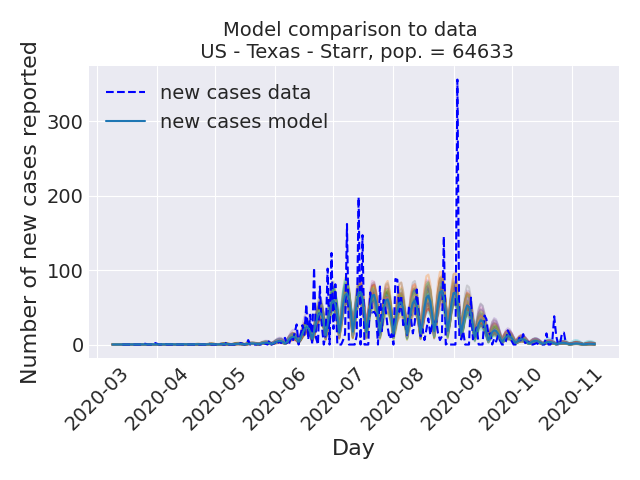 Model comparison to data
US - Texas - Starr, pop. = 64633
Number of new cases reported
new cases data
new cases model
300
200
100
0
2020-03
2020-04
2020-05
2020-06
2020-07
2020-08
2020-09
2020-10
2020-11
Day